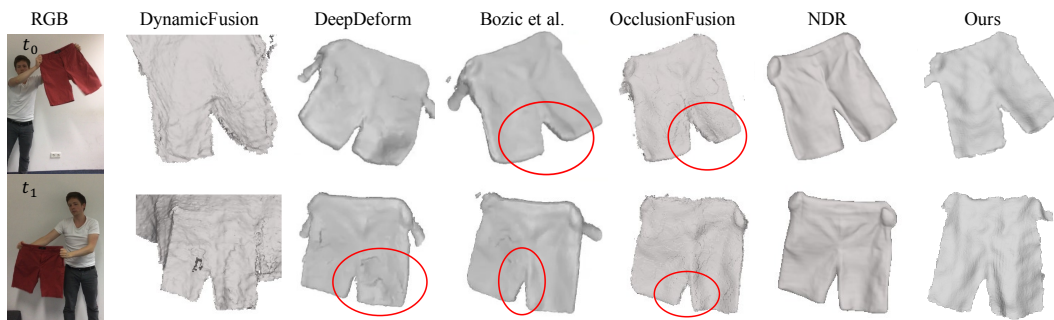 RGB DynamicFusion DeepDeform Bozic et al. OcclusionFusion NDR Ours
t0
t1